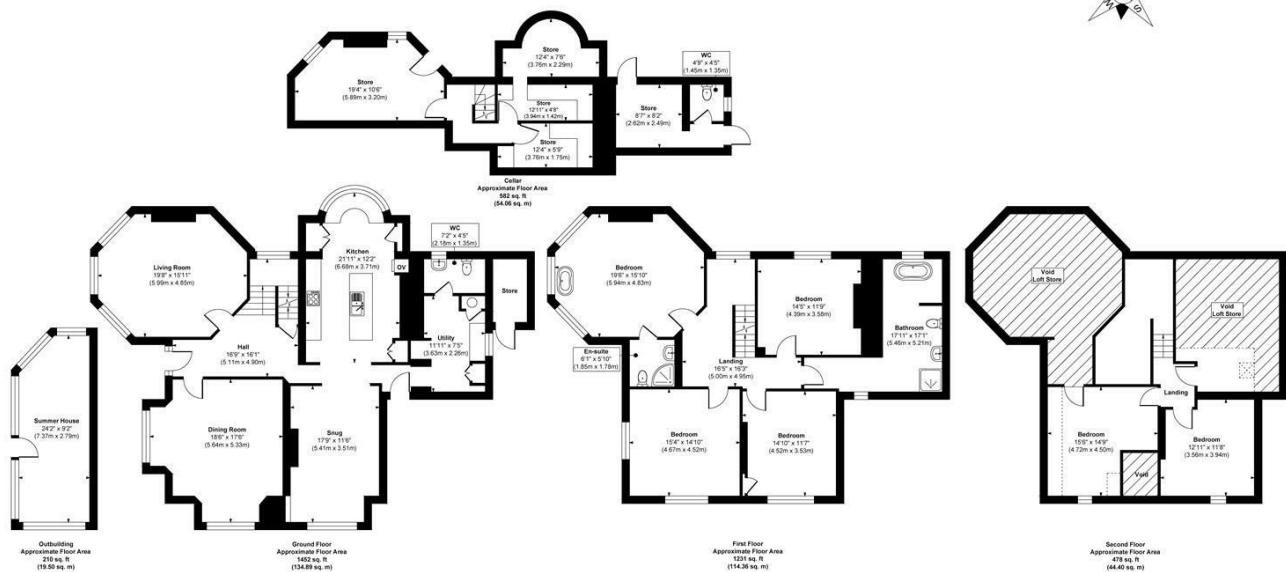 S
Store
19'4" x 10'6"
(5.89m x 3.20m)
Store
12'4" x 7'6"
(3.76m x 2.29m)
Store
12'11" x 4'8"
(3.94m x 1.42m)
Store
12'4" x 5'9"
(3.76m x 1.75m)
Store
8'7" x 8'2"
(2.62m x 2.49m)
WC
4'9" x 4'5"
(1.45m x 1.35m)
Cellar
Approximate Floor Area
582 sq. ft
(54.06 sq. m)
Summer House
24'2" x 9'2"
(7.37m x 2.79m)
Outbuilding
Approximate Floor Area
210 sq. ft
(19.50 sq. m)
Living Room
19'8" x 15'11"
(5.99m x 4.85m)
Kitchen
21'11" x 12'2"
(6.68m x 3.71m)
OV
WC
7'2" x 4'5"
(2.18m x 1.35m)
Store
Utility
11'11" x 7'5"
(3.63m x 2.26m)
Hall
16'9" x 16'1"
(5.11m x 4.90m)
Dining Room
18'6" x 17'6"
(5.64m x 5.33m)
Snug
17'9" x 11'6"
(5.41m x 3.51m)
Ground Floor
Approximate Floor Area
1452 sq. ft
(134.89 sq. m)
Bedroom
19'6" x 15'10"
(5.94m x 4.83m)
Bedroom
14'5" x 11'9"
(4.39m x 3.58m)
Bathroom
17'11" x 17'1"
(5.46m x 5.21m)
En-suite
6'1" x 5'10"
(1.85m x 1.78m)
Landing
16'5" x 16'3"
(5.00m x 4.95m)
Bedroom
15'4" x 14'10"
(4.67m x 4.52m)
Bedroom
14'10" x 11'7"
(4.52m x 3.53m)
First Floor
Approximate Floor Area
1231 sq. ft
(114.36 sq. m)
Void
Loft Store
Void
Loft Store
Landing
Bedroom
15'6" x 14'9"
(4.72m x 4.50m)
Void
Bedroom
12'11" x 11'8"
(3.56m x 3.94m)
Second Floor
Approximate Floor Area
478 sq. ft
(44.40 sq. m)